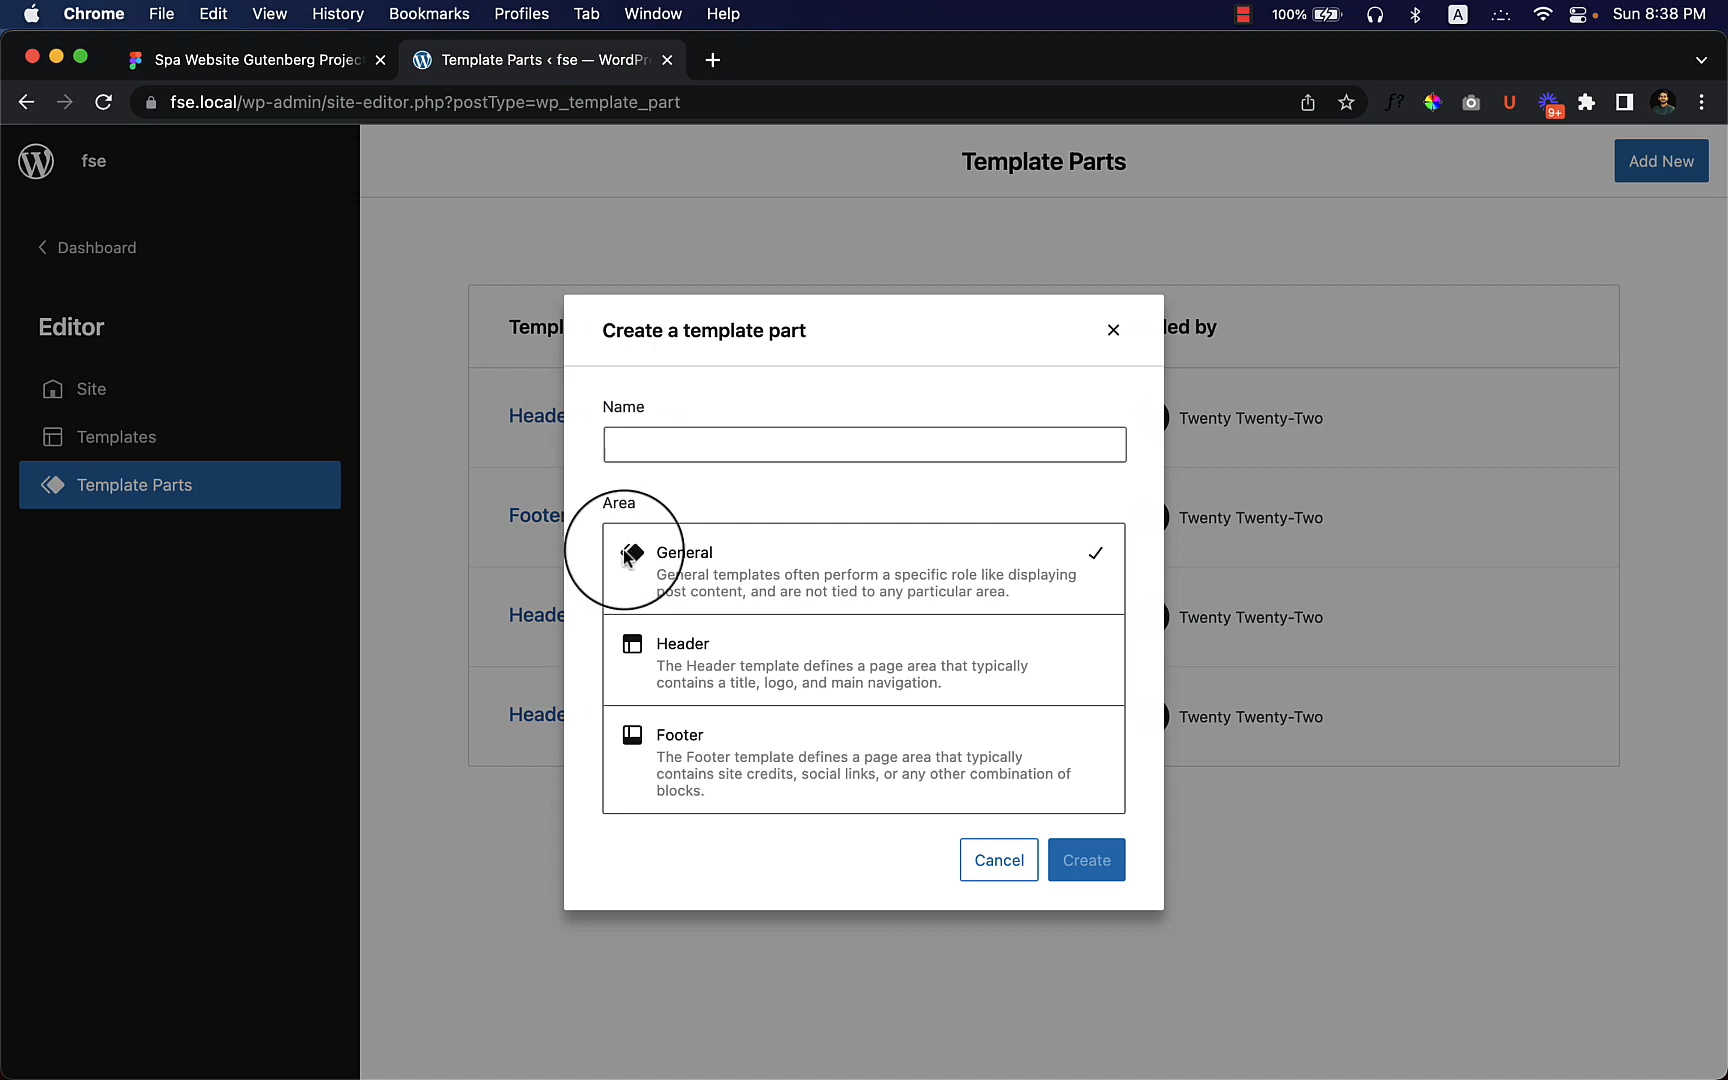 Chrome File Edit View History Bookmarks Profiles Tab Window Help 100% A Sun 8:38 PM
Spa Website Gutenberg Projec Template Parts ‹ fse — WordPr
fse.local/wp-admin/site-editor.php?postType=wp_template_part f? U 9+
fse
Template Parts
Add New
Dashboard
Editor
Site
Templates
Template Parts
Templ
led by
Heade
Twenty Twenty-Two
Footer
Twenty Twenty-Two
Heade
Twenty Twenty-Two
Heade
Twenty Twenty-Two
Create a template part
Name
Area
General
General templates often perform a specific role like displaying
post content, and are not tied to any particular area.
Header
The Header template defines a page area that typically
contains a title, logo, and main navigation.
Footer
The Footer template defines a page area that typically
contains site credits, social links, or any other combination of
blocks.
Cancel Create